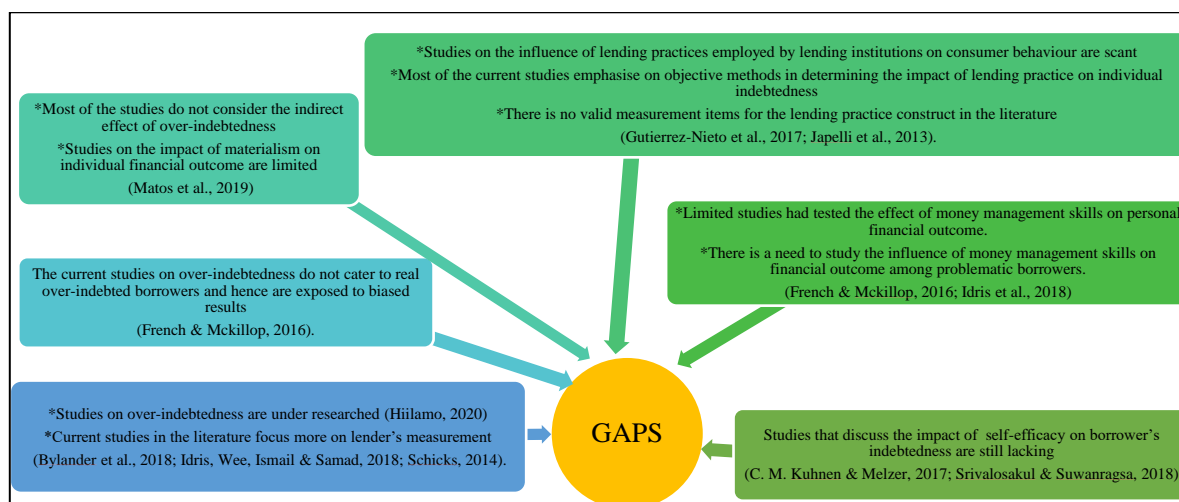 *Studies on the influence of lending practices employed by lending institutions on consumer behaviour are scant
*Most of the current studies emphasise on objective methods in determining the impact of lending practice on individual
indebtedness
*There is no valid measurement items for the lending practice construct in the literature
(Gutierrez-Nieto et al., 2017; Japelli et al., 2013).
*Most of the studies do not consider the indirect
effect of over-indebtedness
*Studies on the impact of materialism on
individual financial outcome are limited
(Matos et al., 2019)
*Limited studies had tested the effect of money management skills on personal
financial outcome.
*There is a need to study the influence of money management skills on
financial outcome among problematic borrowers.
(French & Mckillop, 2016; Idris et al., 2018)
The current studies on over-indebtedness do not cater to real
over-indebted borrowers and hence are exposed to biased
results
(French & Mckillop, 2016).
*Studies on over-indebtedness are under researched (Hiilamo, 2020)
*Current studies in the literature focus more on lender's measurement
(Bylander et al., 2018; Idris, Wee, Ismail & Samad, 2018; Schicks, 2014).
GAPS
Studies that discuss the impact of self-efficacy on borrower's
indebtedness are still lacking
(C. M. Kuhnen & Melzer, 2017; Srivalosakul & Suwanragsa, 2018)